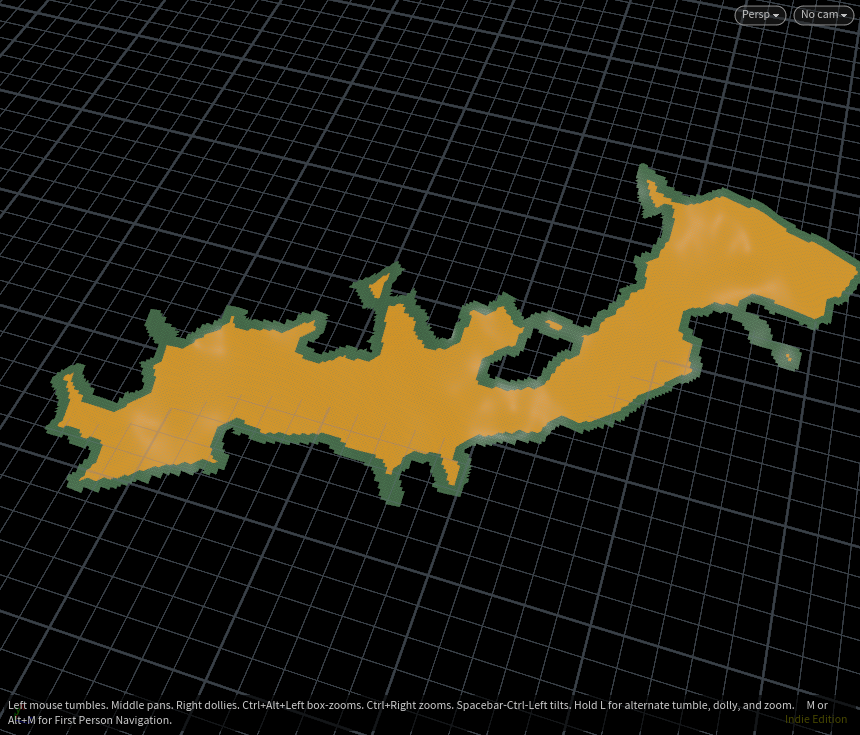 Persp No cam
Left mouse tumbles. Middle pans. Right dollies. Ctrl+Alt+Left box-zooms. Ctrl+Right zooms. Spacebar-Ctrl-Left tilts. Hold L for alternate tumble, dolly, and zoom. M or
Alt+M for First Person Navigation.
Indie Edition